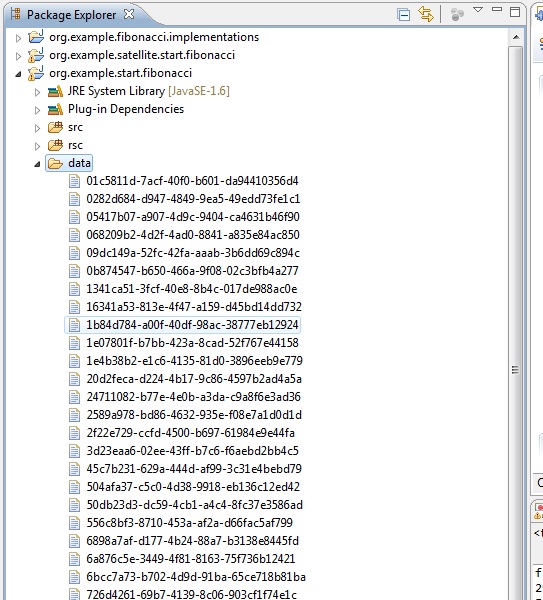 Package Explorer
org.example.fibonacci.implementations
org.example.satellite.start.fibonacci
org.example.start.fibonacci
JRE System Library [JavaSE-1.6]
Plug-in Dependencies
src
rsc
data
01c5811d-7acf-40f0-b601-da94410356d4
0282d684-d947-4849-9ea5-49edd73fe1c1
05417b07-a907-4d9c-9404-ca4631b46f90
068209b2-4d2f-4ad0-8841-a835e84ac850
09dc149a-52fc-42fa-aaab-3b6dd69c894c
0b874547-b650-466a-9f08-02c3bfb4a277
1341ca51-3fcf-40e8-8b4c-017de988ac0e
16341a53-813e-4f47-a159-d45bd14dd732
1b84d784-a00f-40df-98ac-38777eb12924
1e07801f-b7bb-423a-8cad-52f767e44158
1e4b38b2-e1c6-4135-81d0-3896eeb9e779
20d2feca-d224-4b17-9c86-4597b2ad4a5a
24711082-b77e-4e0b-a3da-c9a8f6e3ad36
2589a978-bd86-4632-935e-f08e7a1d0d1d
2f22e729-ccfd-4500-b697-61984e9e44fa
3d23eaa6-02ee-43ff-b7c6-f6aebd2bb4c5
45c7b231-629a-444d-af99-3c31e4bebd79
504afa37-c5c0-4d38-9918-eb136c12ed42
50db23d3-dc59-4cb1-a4c4-8fc37e3586ad
556c8bf3-8710-453a-af2a-d66fac5af799
6898a7af-d177-4b24-88a7-b3138e8445fd
6a876c5e-3449-4f81-8163-75f736b12421
6bcc7a73-b702-4d9d-91ba-65ce718b81ba
726d4261-69b7-4139-8c06-903cf1f74e1c